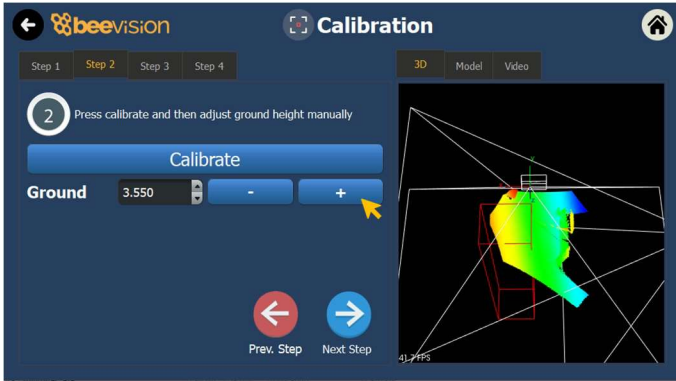 beevision
Calibration
Step 1 Step 2 Step 3 Step 4
3D Model Video
2 Press calibrate and then adjust ground height manually
Calibrate
Ground 3.550 - +
Y
Prev. Step Next Step
41.7 FPS